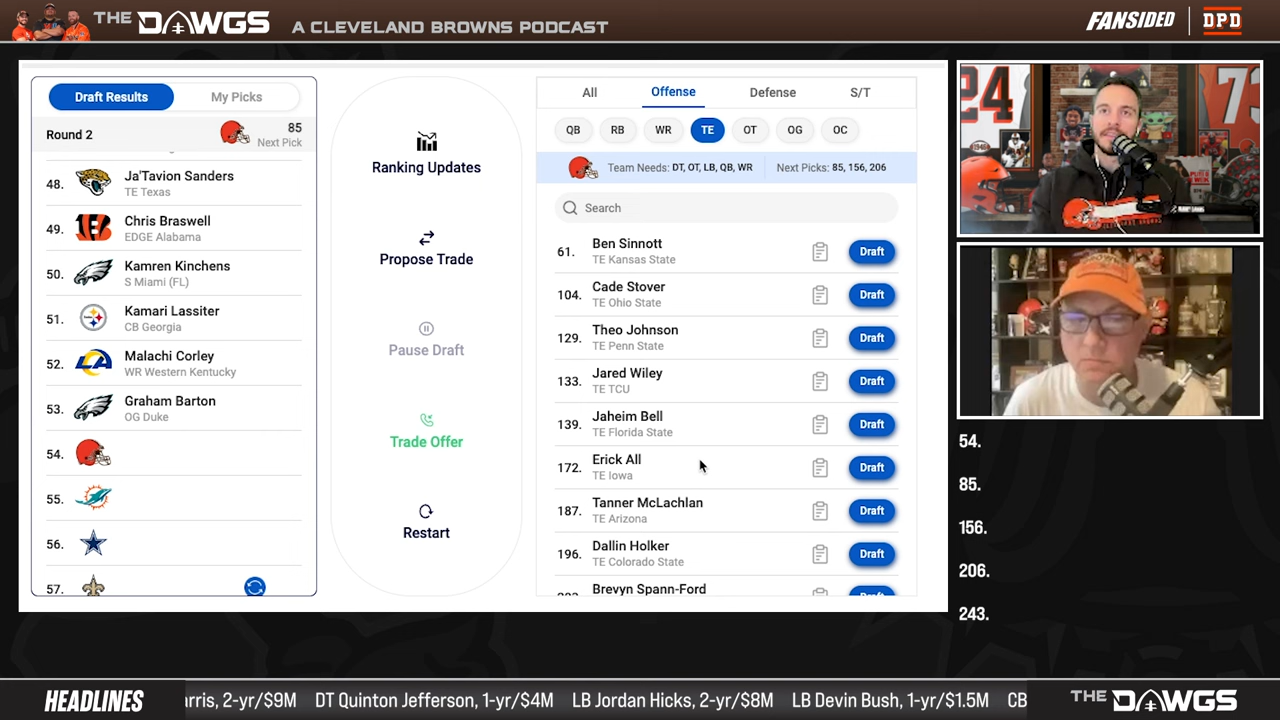 THE DAWGS A CLEVELAND BROWNS PODCAST
FANSIDED DPD
Draft Results
My Picks
Round 2
85
Next Pick
48. Ja'Tavion Sanders
TE Texas
49. Chris Braswell
EDGE Alabama
50. Kamren Kinchens
S Miami (FL)
51. Kamari Lassiter
CB Georgia
52. Malachi Corley
WR Western Kentucky
53. Graham Barton
OG Duke
54.
55.
56.
57.
Ranking Updates
Propose Trade
Pause Draft
Trade Offer
Restart
All Offense Defense S/T
QB RB WR TE OT OG OC
Team Needs: DT, OT, LB, QB, WR Next Picks: 85, 156, 206
Search
61. Ben Sinnott Draft
TE Kansas State
104. Cade Stover Draft
TE Ohio State
129. Theo Johnson Draft
TE Penn State
133. Jared Wiley Draft
TE TCU
139. Jaheim Bell Draft
TE Florida State
172. Erick All Draft
TE Iowa
187. Tanner McLachlan Draft
TE Arizona
196. Dallin Holker Draft
TE Colorado State
Brevyn Spann-Ford
24
73
54.
85.
156.
206.
243.
HEADLINES
arris, 2-yr/$9M DT Quinton Jefferson, 1-yr/$4M LB Jordan Hicks, 2-yr/$8M LB Devin Bush, 1-yr/$1.5M CB
THE DAWGS